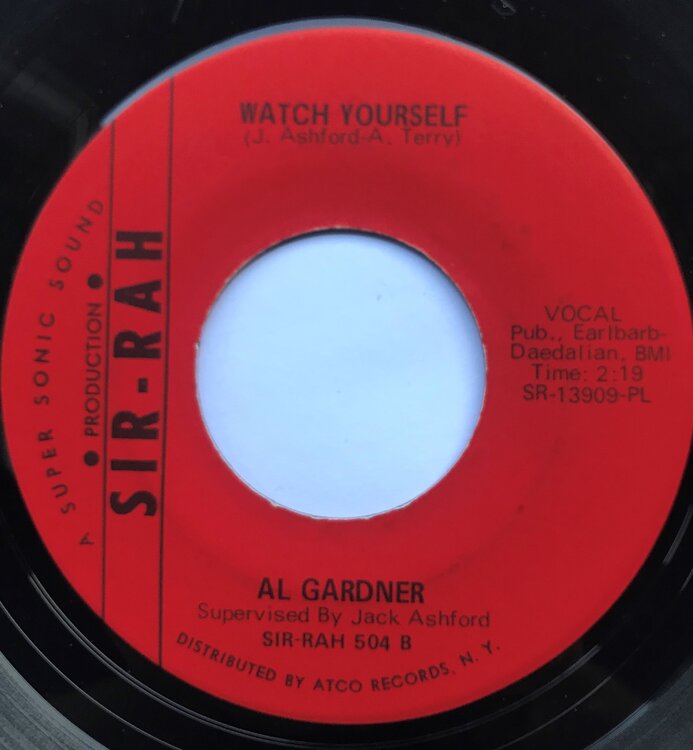 WATCH YOURSELF
(J. Ashford-A. Terry)
A SUPER SONIC SOUND
● PRODUCTION ●
SIR-RAH
VOCAL
Pub., Earlbarb-
Daedalian, BMI
Time: 2:19
SR-13909-PL
AL GARDNER
Supervised By Jack Ashford
SIR-RAH 504 B
DISTRIBUTED BY ATCO RECORDS, N. Y.